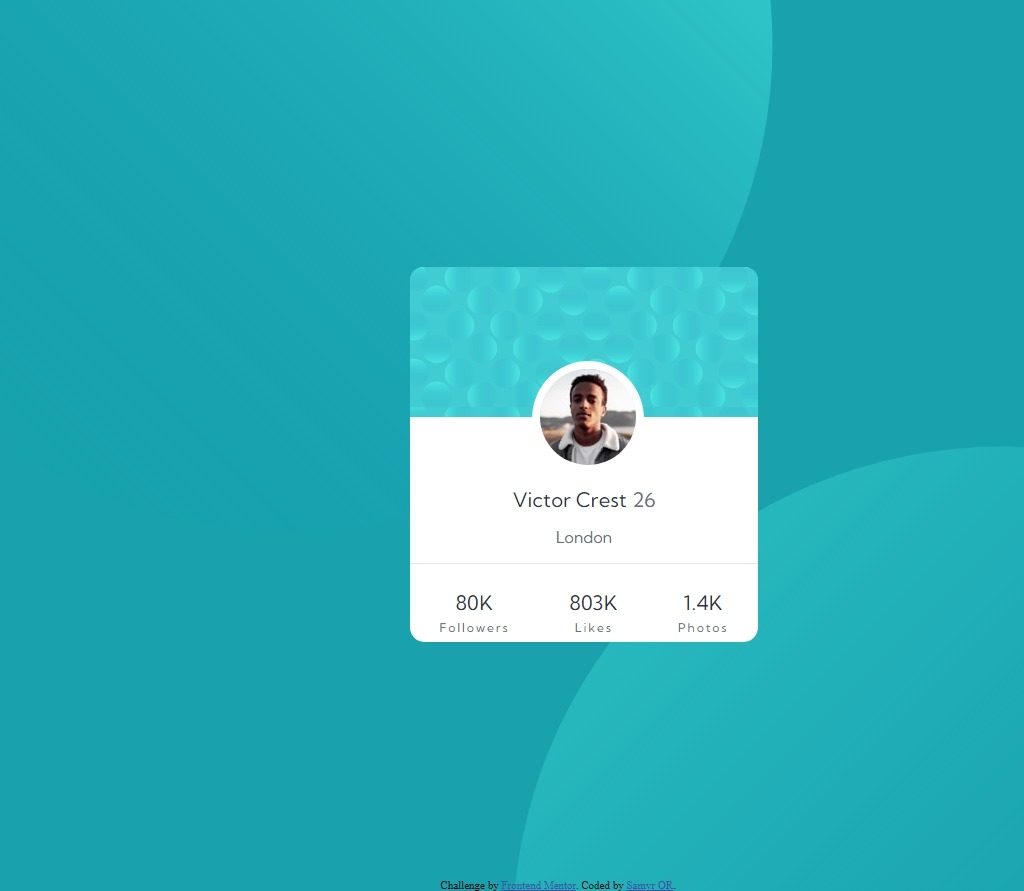 Victor Crest 26
London
80K 803K 1.4K
Followers Likes Photos
Challenge by Frontend Mentor. Coded by Samyr OR..